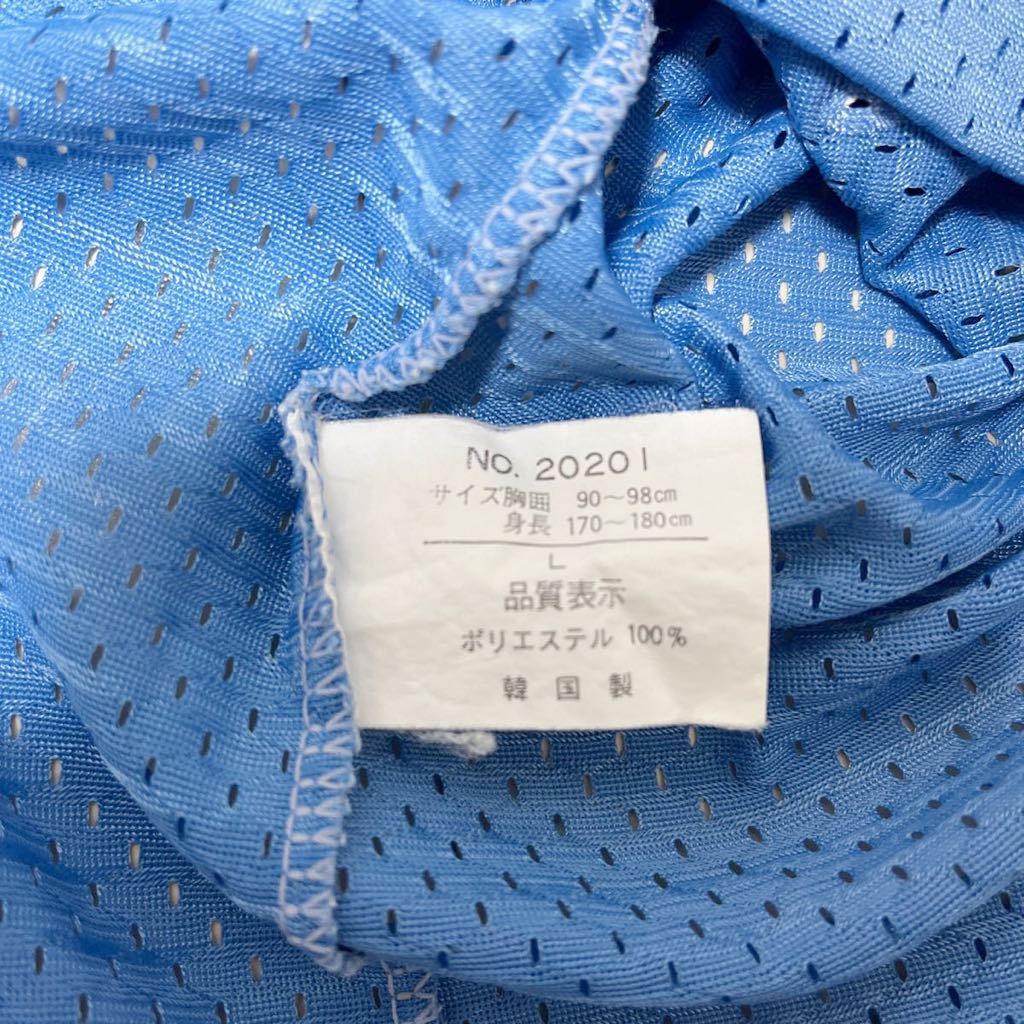 NO. 20201
サイズ胸囲 90～98cm
身長 170～180cm
L
品質表示
ポリエステル 100%
韓国製